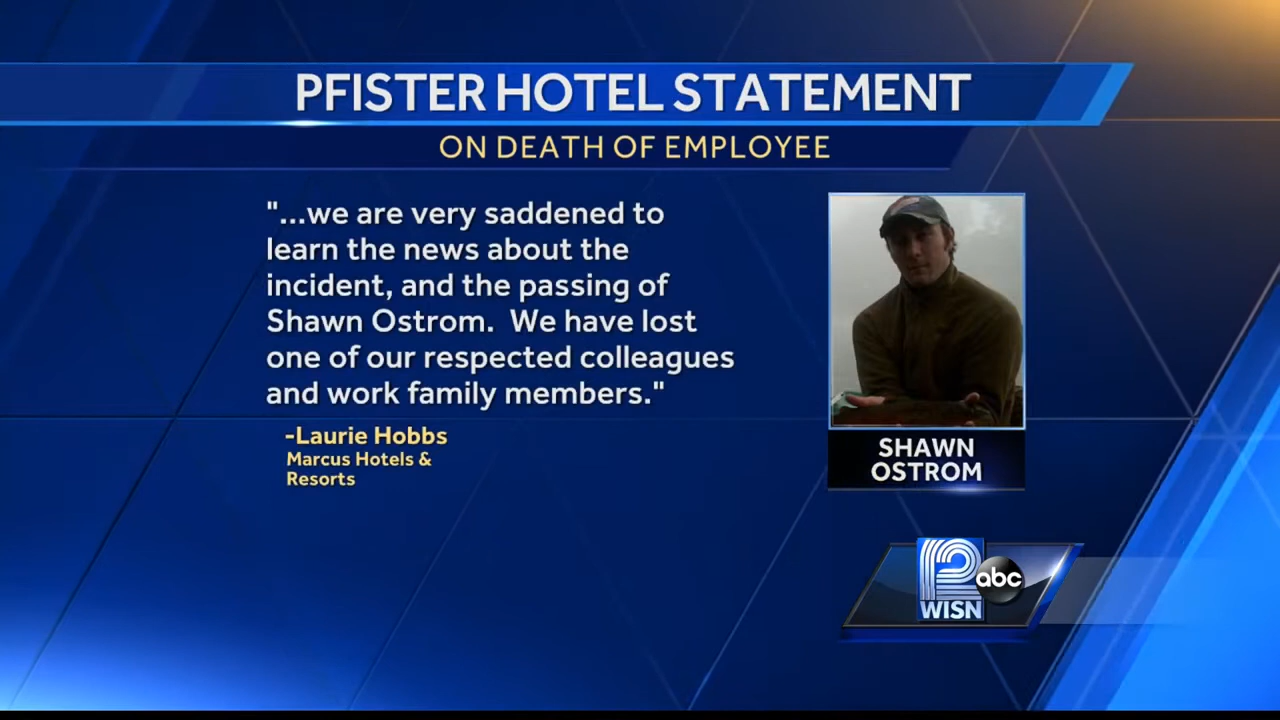 PFISTER HOTEL STATEMENT
ON DEATH OF EMPLOYEE
"...we are very saddened to
learn the news about the
incident, and the passing of
Shawn Ostrom.  We have lost
one of our respected colleagues
and work family members."
-Laurie Hobbs
Marcus Hotels &
Resorts
SHAWN
OSTROM
12
abc
WISN